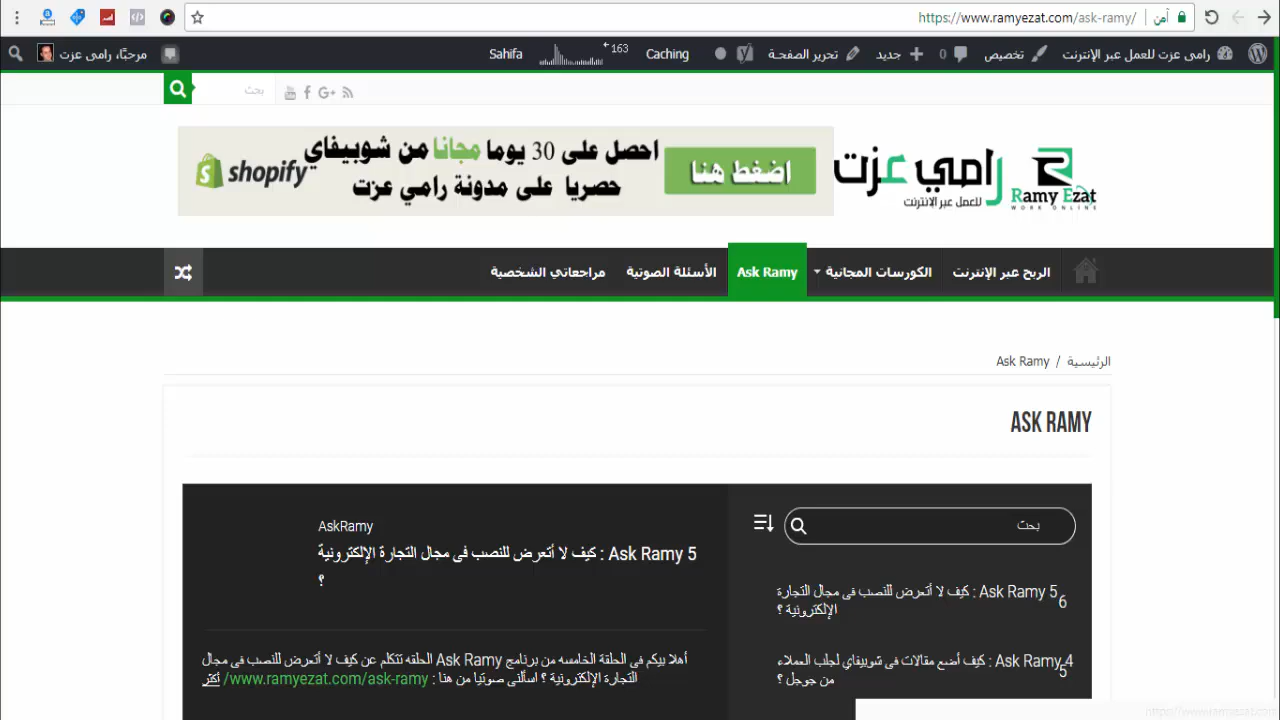 https://www.ramyezat.com/ask-ramy/ آمن
رامى عزت للعمل عبر الإنترنت تخصيص 0 جديد تحرير الصفحة Caching 163 Sahifa مرحبًا، رامى عزت
بحث
احصل على 30 يوما مجانا من شوبيفاي
حصريا على مدونة رامي عزت
اضغط هنا
shopify
رامي عزت
للعمل عبر الانترنت
Ramy Ezat
WORK ONLINE
الربح عبر الإنترنت الكورسات المجانية Ask Ramy الأسئلة الصوتية مراجعاتي الشخصية
الرئيسية / Ask Ramy
ASK RAMY
بحث
AskRamy
Ask Ramy 5 : كيف لا أتعرض للنصب فى مجال التجارة الإلكترونية
؟
أهلا بيكم فى الحلقة الخامسه من برنامج Ask Ramy الحلقه تتكلم عن كيف لا أتعرض للنصب فى مجال
التجارة الإلكترونية ؟ اسألنى صوتيا من هنا : www.ramyezat.com/ask-ramy/ أكثر
6
Ask Ramy 5 : كيف لا أتعرض للنصب فى مجال التجارة
الإلكترونية ؟
5
Ask Ramy 4 : كيف أضع مقالات فى شوبيفاي لجلب العملاء
من جوجل ؟